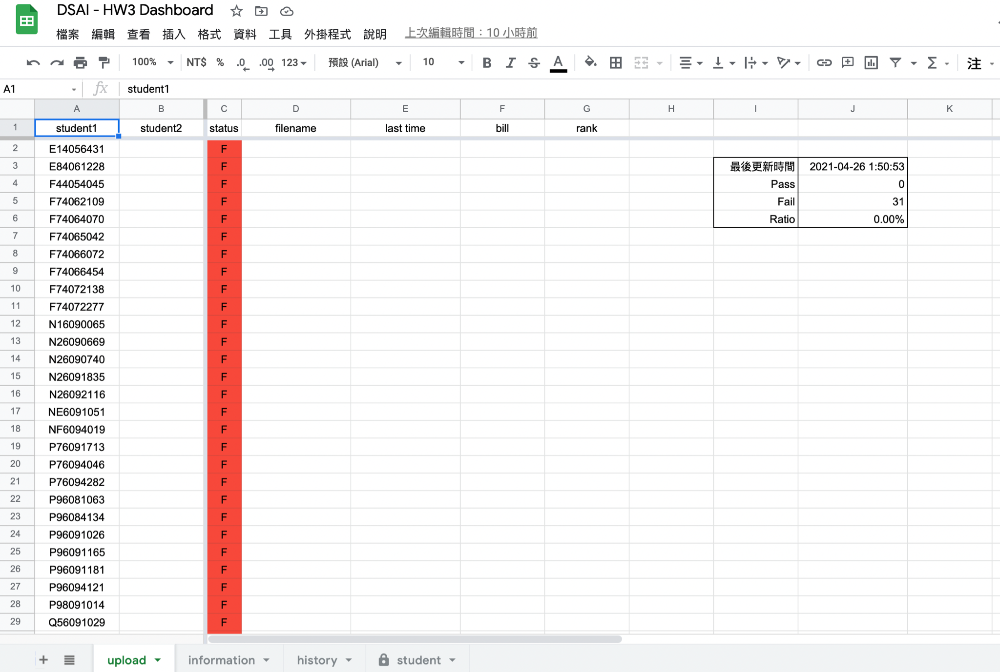 DSAI - HW3 Dashboard
檔案 編輯 查看 插入 格式 資料 工具 外掛程式 說明 上次編輯時間：10 小時前
100% NT$ % .0 .00 123 預設 (Arial) 10 B I S A Σ 注
A1 fx student1
A B C D E F G H I J K
1 student1 student2 status filename last time bill rank
2 E14056431 F
3 E84061228 F 最後更新時間 2021-04-26 1:50:53
4 F44054045 F Pass 0
5 F74062109 F Fail 31
6 F74064070 F Ratio 0.00%
7 F74065042 F
8 F74066072 F
9 F74066454 F
10 F74072138 F
11 F74072277 F
12 N16090065 F
13 N26090669 F
14 N26090740 F
15 N26091835 F
16 N26092116 F
17 NE6091051 F
18 NF6094019 F
19 P76091713 F
20 P76094046 F
21 P76094282 F
22 P96081063 F
23 P96084134 F
24 P96091026 F
25 P96091165 F
26 P96091181 F
27 P96094121 F
28 P98091014 F
29 Q56091029 F
upload information history student